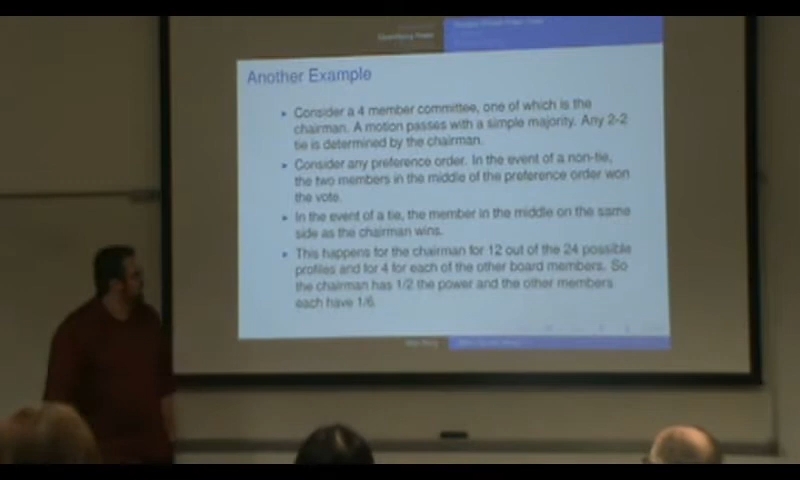 Another Example
Consider a 4 member committee, one of which is the
chairman. A motion passes with a simple majority. Any 2-2
tie is determined by the chairman.
Consider any preference order. In the event of a non-tie,
the two members in the middle of the preference order won
the vote.
In the event of a tie, the member in the middle on the same
side as the chairman wins.
This happens for the chairman for 12 out of the 24 possible
profiles and for 4 for each of the other board members. So
the chairman has 1/2 the power and the other members
each have 1/6.